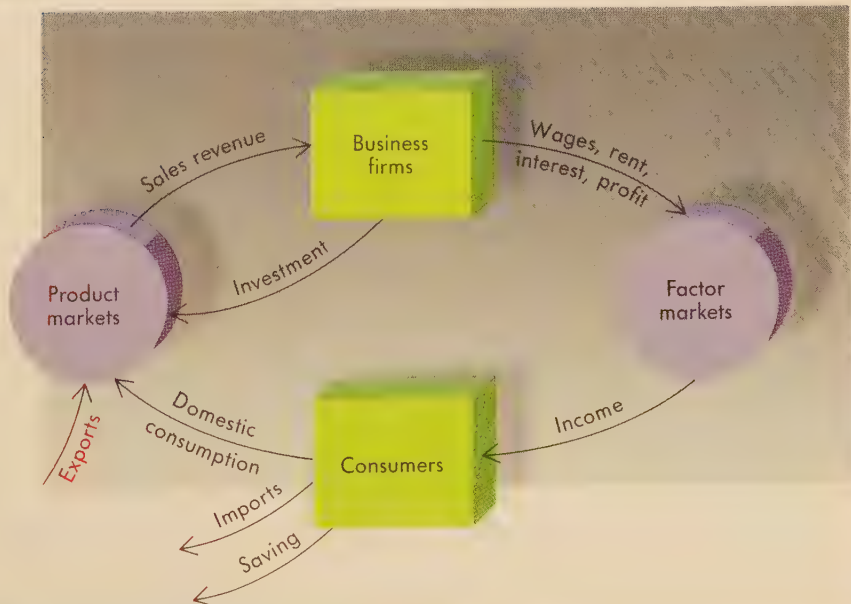 Sales revenue
Business
firms
Wages, rent,
interest, profit
Investment
Product
markets
Factor
markets
Exports
Domestic
consumption
Income
Consumers
Imports
Saving